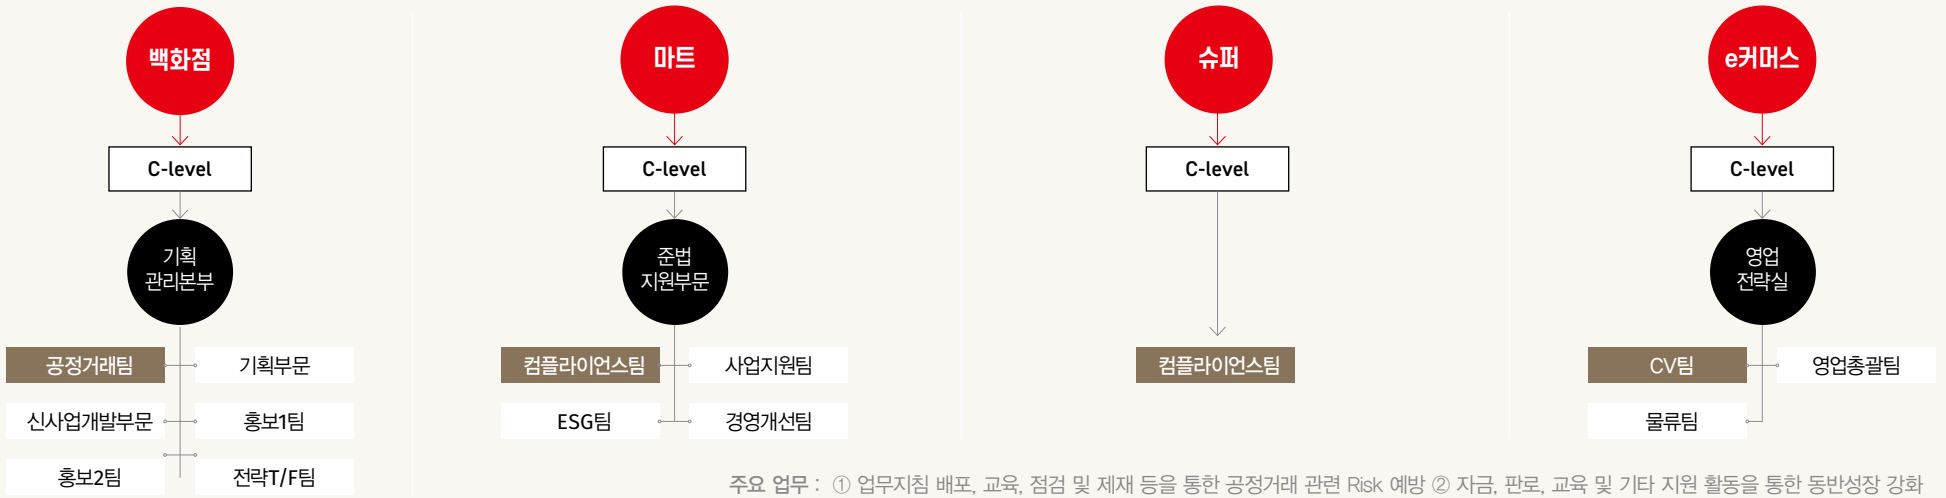 백화점
마트
슈퍼
e커머스
C-level
C-level
C-level
C-level
기획
관리본부
준법
지원부문
영업
전략실
공정거래팀
기획부문
컴플라이언스팀
사업지원팀
컴플라이언스팀
CV팀
영업총괄팀
신사업개발부문
홍보1팀
ESG팀
경영개선팀
물류팀
홍보2팀
전략T/F팀
주요 업무 : ① 업무지침 배포, 교육, 점검 및 제재 등을 통한 공정거래 관련 Risk 예방 ② 자금, 판로, 교육 및 기타 지원 활동을 통한 동반성장 강화